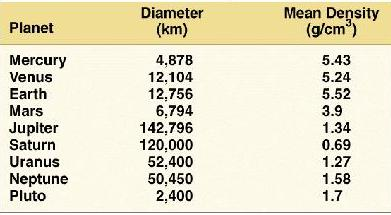 Planet Diameter (km) Mean Density (g/cm³)
Mercury 4,878 5.43
Venus 12,104 5.24
Earth 12,756 5.52
Mars 6,794 3.9
Jupiter 142,796 1.34
Saturn 120,000 0.69
Uranus 52,400 1.27
Neptune 50,450 1.58
Pluto 2,400 1.7